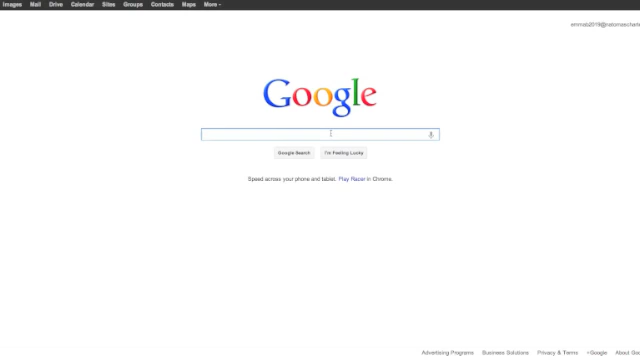 Images Mail Drive Calendar Sites Groups Contacts Maps More
Google
Google Search I'm Feeling Lucky
Speed across your phone and tablet. Play Racer in Chrome.
Advertising Programs Business Solutions Privacy & Terms +Google About